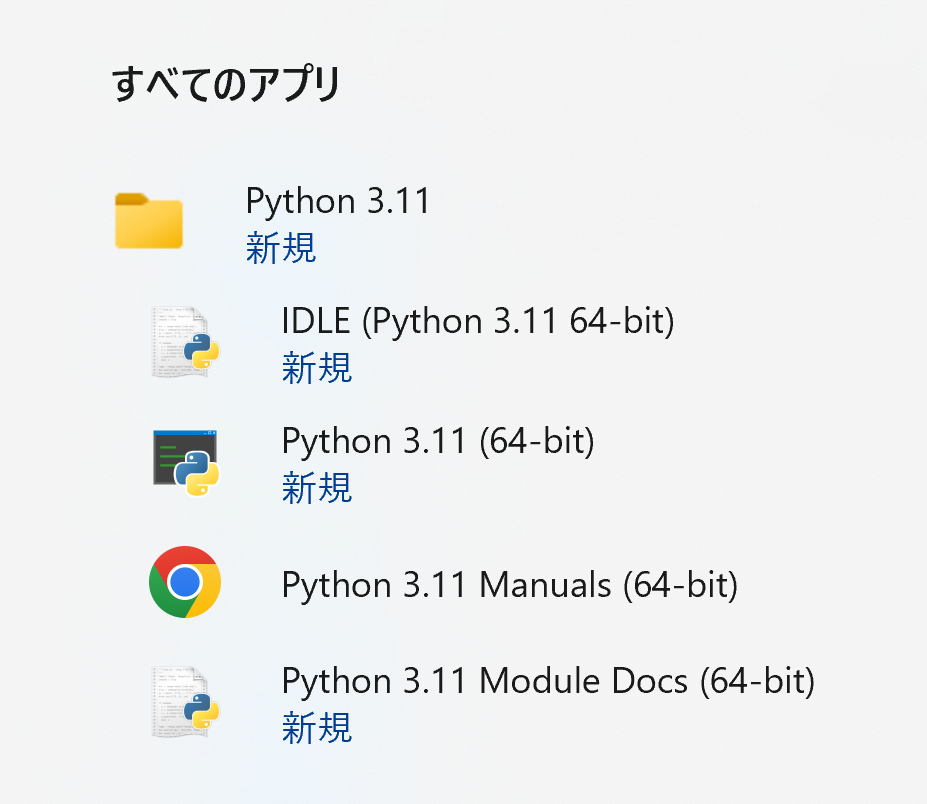 すべてのアプリ
Python 3.11
新規
IDLE (Python 3.11 64-bit)
新規
Python 3.11 (64-bit)
新規
Python 3.11 Manuals (64-bit)
Python 3.11 Module Docs (64-bit)
新規